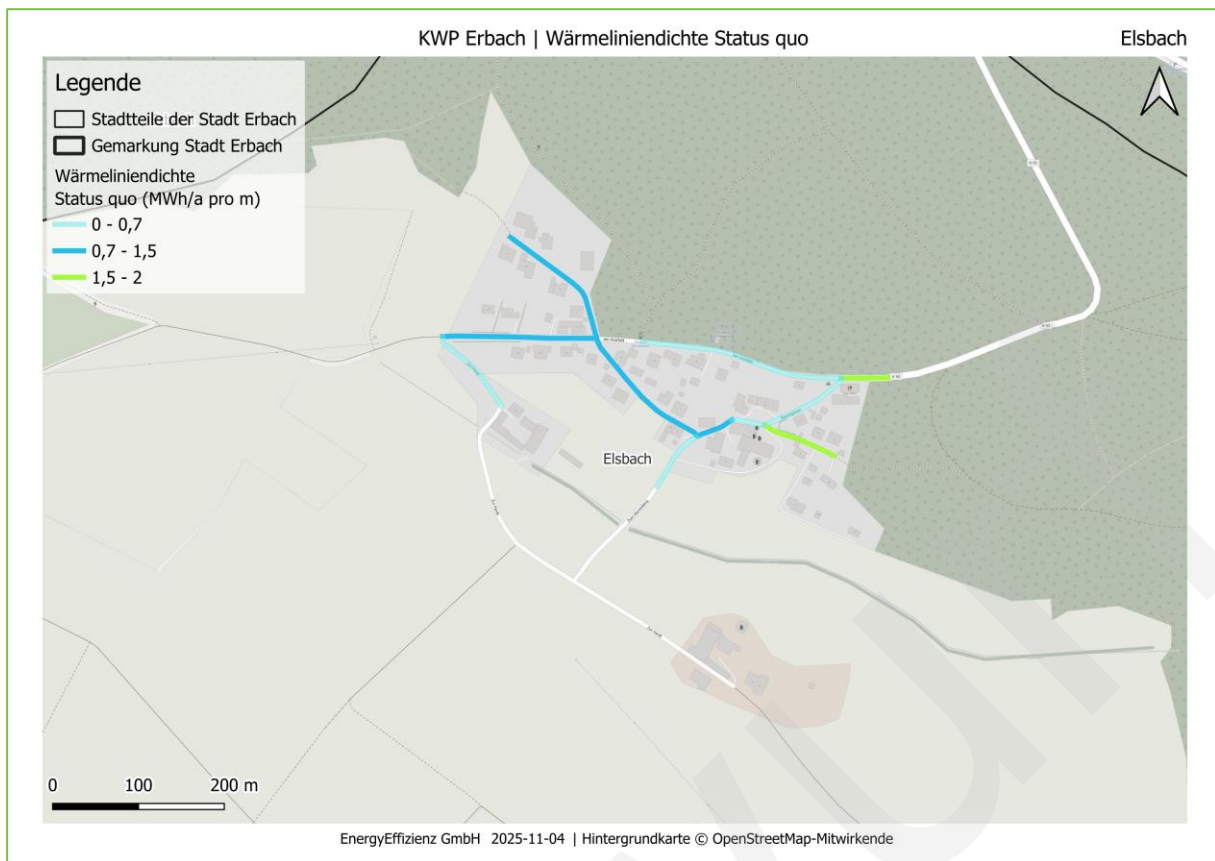 KWP Erbach | Wärmeliniendichte Status quo
Elsbach
Legende
Stadtteile der Stadt Erbach
Gemarkung Stadt Erbach
Wärmeliniendichte
Status quo (MWh/a pro m)
0 - 0,7
0,7 - 1,5
1,5 - 2
Elsbach
0 100 200 m
EnergyEffizienz GmbH 2025-11-04 | Hintergrundkarte © OpenStreetMap-Mitwirkende